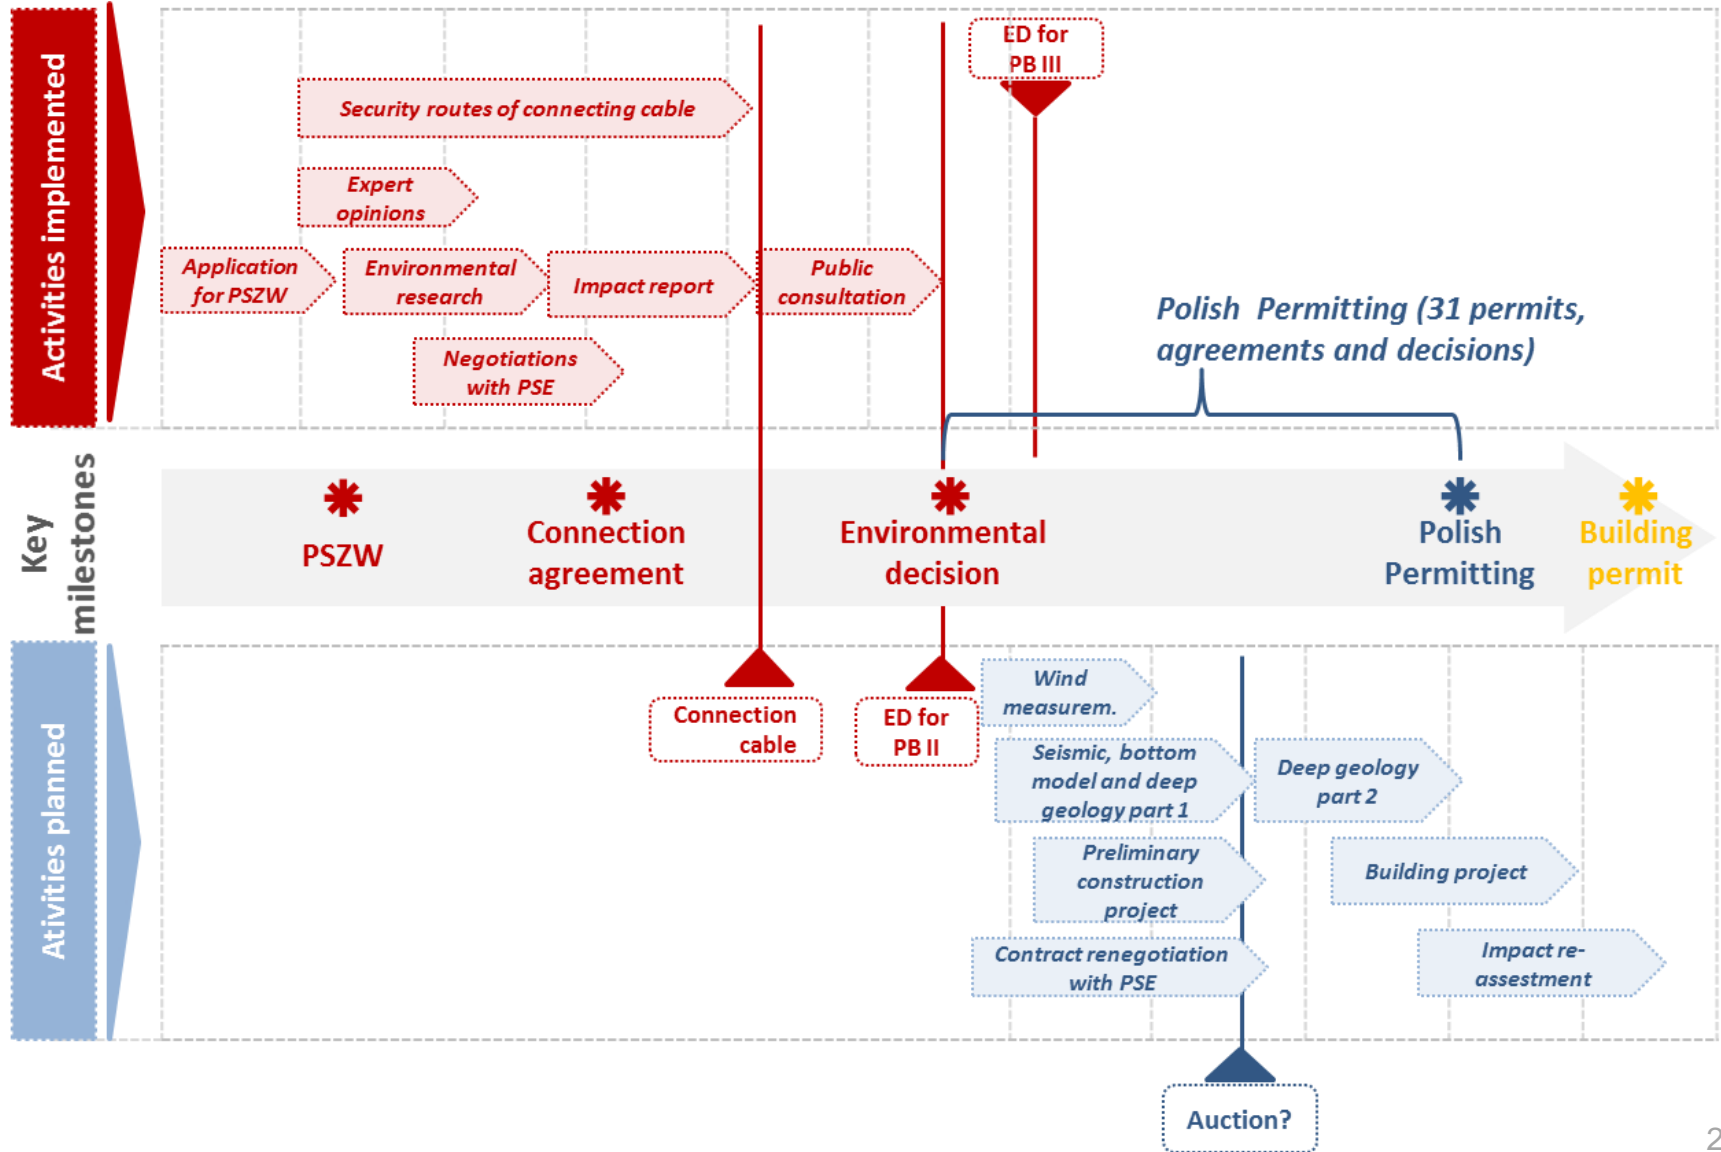 Activities implemented
ED for
PB III
Security routes of connecting cable
Expert
opinions
Application
for PSZW
Environmental
research
Impact report
Public
consultation
Negotiations
with PSE
Polish Permitting (31 permits,
agreements and decisions)
Key
milestones
PSZW
Connection
agreement
Environmental
decision
Polish
Permitting
Building
permit
Ativities planned
Connection
cable
ED for
PB II
Wind
measurem.
Seismic, bottom
model and deep
geology part 1
Deep geology
part 2
Preliminary
construction
project
Building project
Contract renegotiation
with PSE
Impact re-
assestment
Auction?
2